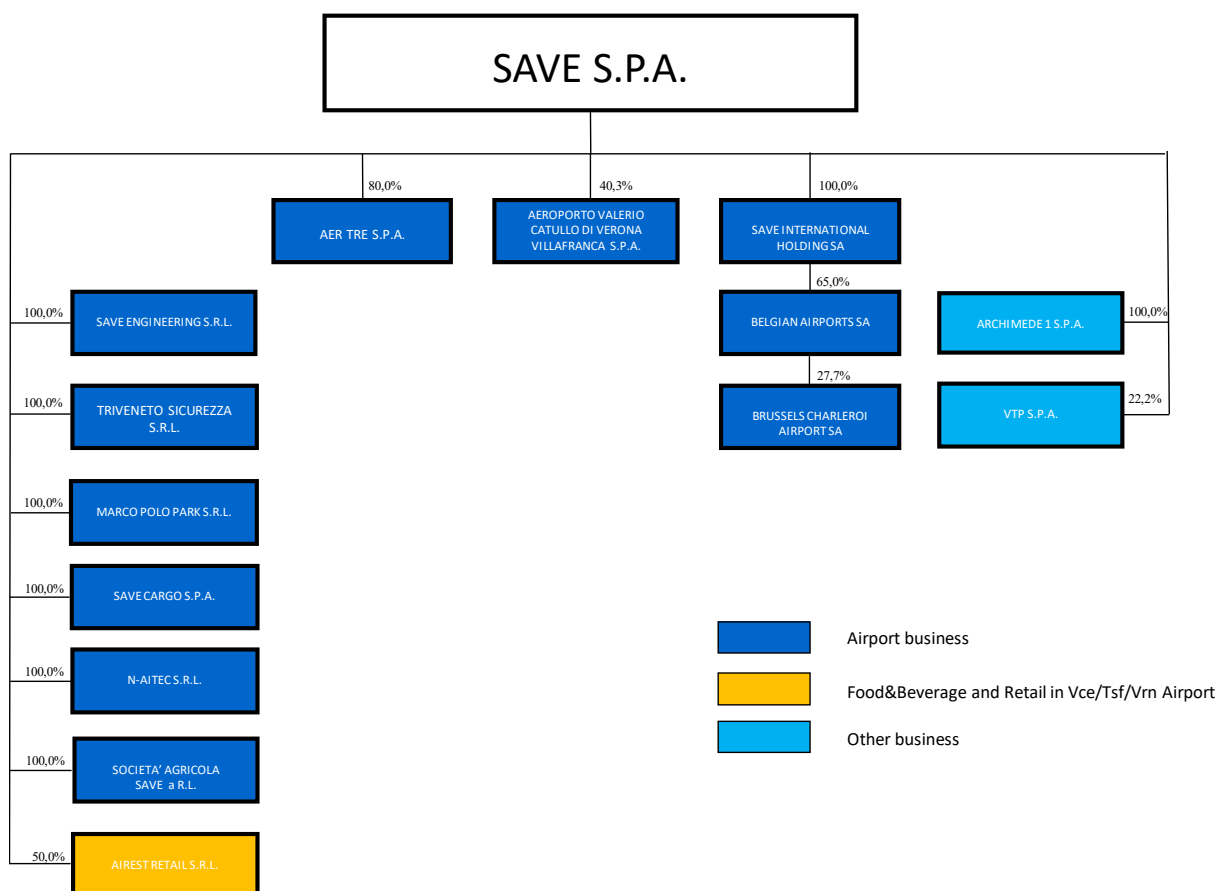 SAVE S.P.A.
80,0%
40,3%
100,0%
AER TRE S.P.A.
AEROPORTO VALERIO
CATULLO DI VERONA
VILLAFRANCA S.P.A.
SAVE INTERNATIONAL
HOLDING SA
65,0%
100,0%
SAVE ENGINEERING S.R.L.
BELGIAN AIRPORTS SA
ARCHIMEDE 1 S.P.A.
100,0%
27,7%
100,0%
TRIVENETO SICUREZZA
S.R.L.
BRUSSELS CHARLEROI
AIRPORT SA
VTP S.P.A.
22,2%
100,0%
MARCO POLO PARK S.R.L.
100,0%
SAVE CARGO S.P.A.
100,0%
N-AITEC S.R.L.
100,0%
SOCIETA’ AGRICOLA
SAVE a R.L.
50,0%
AIREST RETAIL S.R.L.
Airport business
Food&Beverage and Retail in Vce/Tsf/Vrn Airport
Other business